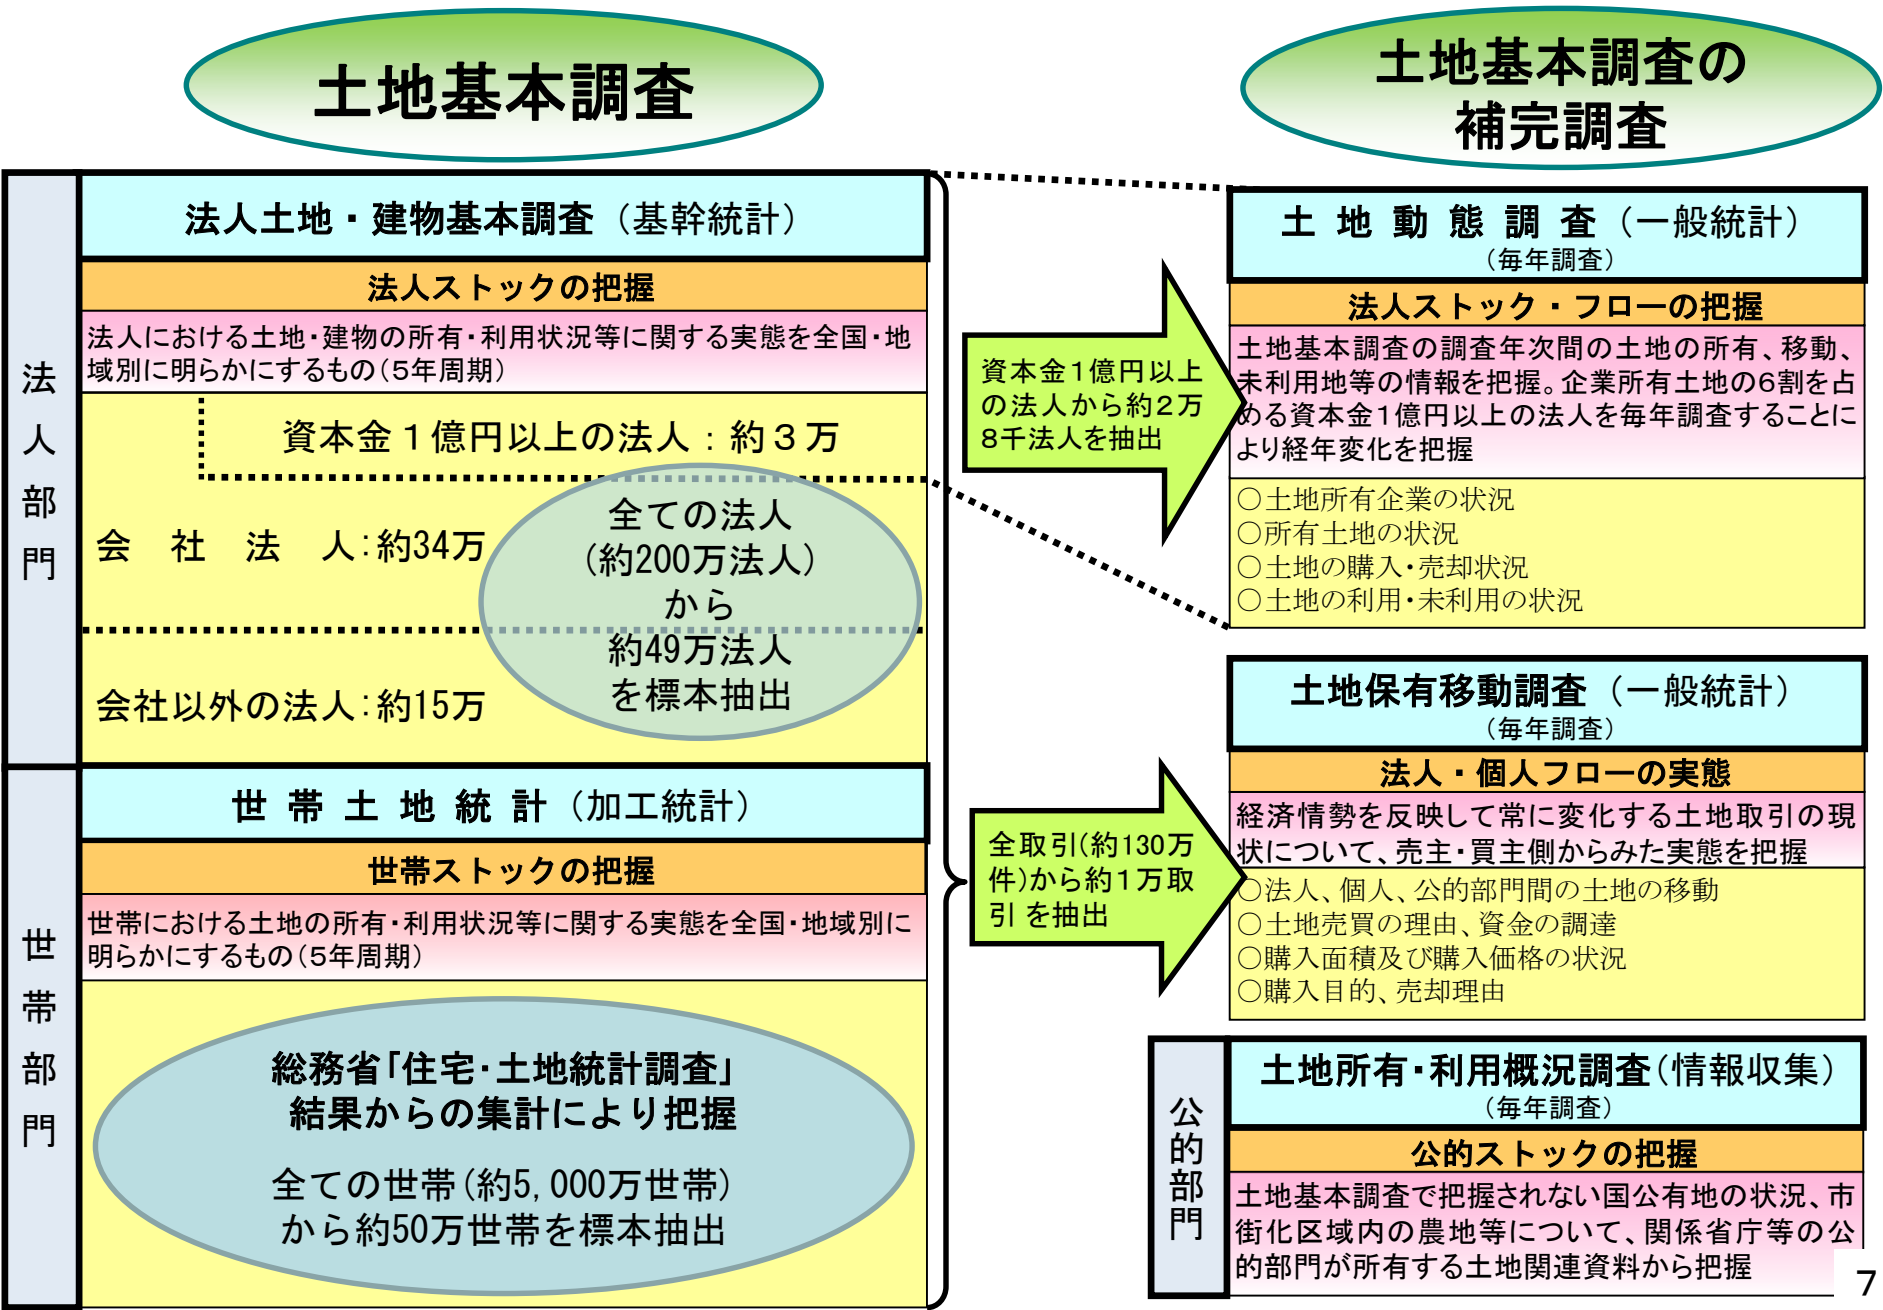 土地基本調査
法人部門
法人土地・建物基本調査（基幹統計）
法人ストックの把握
法人における土地・建物の所有・利用状況等に関する実態を全国・地
域別に明らかにするもの（５年周期）
資本金１億円以上の法人：約３万
会社法人：約34万
会社以外の法人：約15万
全ての法人
（約200万法人）
から
約49万法人
を標本抽出
世帯部門
世帯土地統計（加工統計）
世帯ストックの把握
世帯における土地の所有・利用状況等に関する実態を全国・地域別に
明らかにするもの（５年周期）
総務省「住宅・土地統計調査」
結果からの集計により把握
全ての世帯（約5,000万世帯）
から約50万世帯を標本抽出
資本金１億円以上
の法人から約２万
８千法人を抽出
全取引（約130万
件）から約１万取
引を抽出
土地基本調査の
補完調査
土地動態調査（一般統計）
（毎年調査）
法人ストック・フローの把握
土地基本調査の調査年次間の土地の所有、移動、
未利用地等の情報を把握。企業所有土地の６割を占
める資本金１億円以上の法人を毎年調査することに
より経年変化を把握
○土地所有企業の状況
○所有土地の状況
○土地の購入・売却状況
○土地の利用・未利用の状況
土地保有移動調査（一般統計）
（毎年調査）
法人・個人フローの実態
経済情勢を反映して常に変化する土地取引の現
状について、売主・買主側からみた実態を把握
○法人、個人、公的部門間の土地の移動
○土地売買の理由、資金の調達
○購入面積及び購入価格の状況
○購入目的、売却理由
公的部門
土地所有・利用概況調査（情報収集）
（毎年調査）
公的ストックの把握
土地基本調査で把握されない国公有地の状況、市
街化区域内の農地等について、関係省庁等の公
的部門が所有する土地関連資料から把握
7